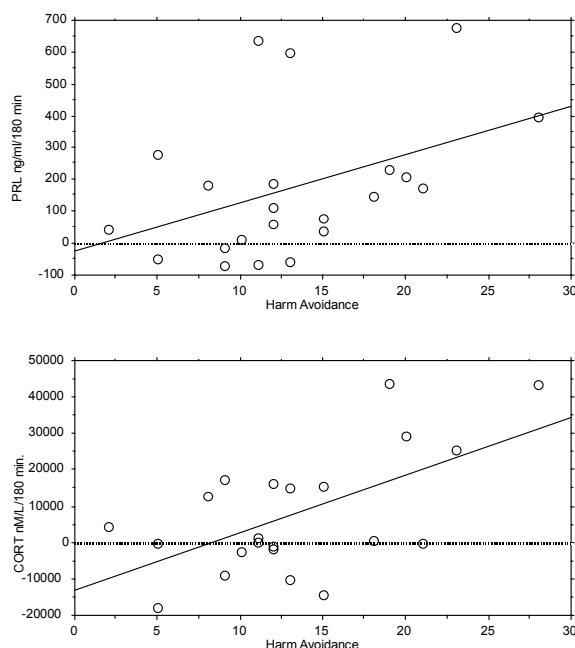 700
600
500
400
300
200
100
0
-100
PRL ng/ml/180 min
0 5 10 15 20 25 30
Harm Avoidance
50000
40000
30000
20000
10000
0
-10000
-20000
CORT nM/L/180 min.
0 5 10 15 20 25 30
Harm Avoidance